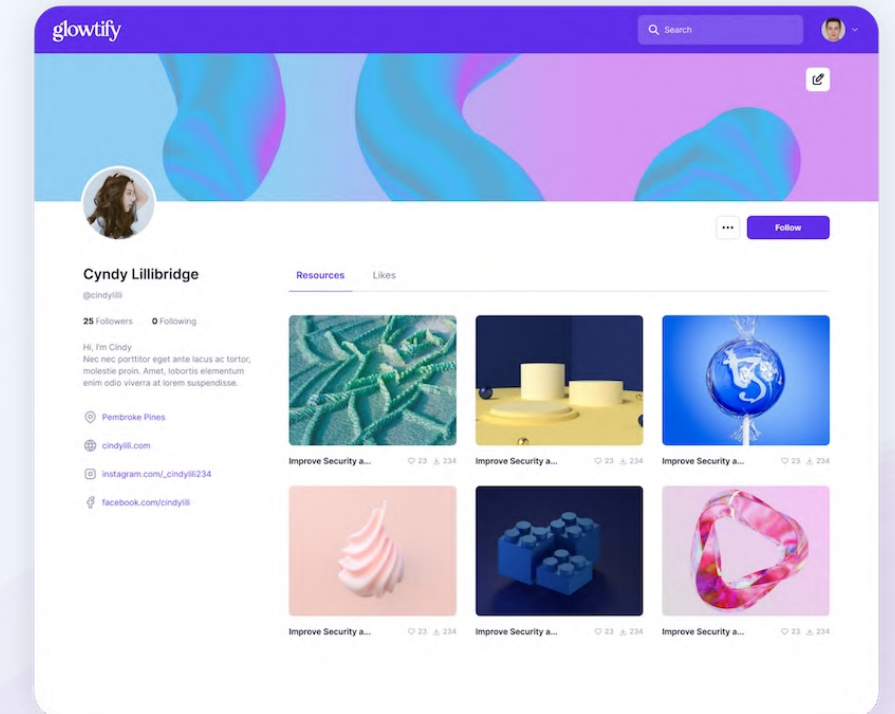 glowtify
Search
Follow
Cyndy Lillibridge
@cindylilli
25 Followers 0 Following
Hi, I'm Cindy
Nec nec porttitor eget ante lacus ac tortor,
molestie proin. Amet, lobortis elementum
enim odio viverra at lorem suspendisse.
Pembroke Pines
cindylili.com
instagram.com/_cindylili234
facebook.com/cindylili
Resources Likes
Improve Security a... 23 234
Improve Security a... 23 234
Improve Security a... 23 234
Improve Security a... 23 234
Improve Security a... 23 234
Improve Security a... 23 234